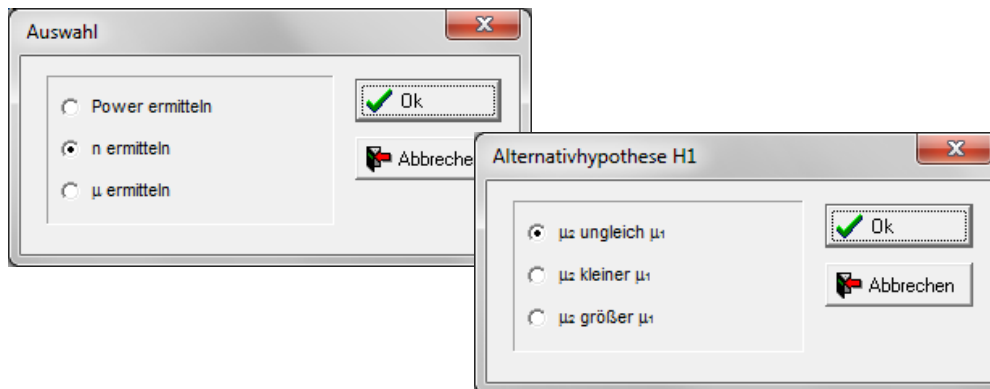 Auswahl
Power ermitteln
n ermitteln
µ ermitteln
Ok
Abbreche
Alternativhypothese H1
µ2 ungleich µ1
µ2 kleiner µ1
µ2 größer µ1
Ok
Abbrechen